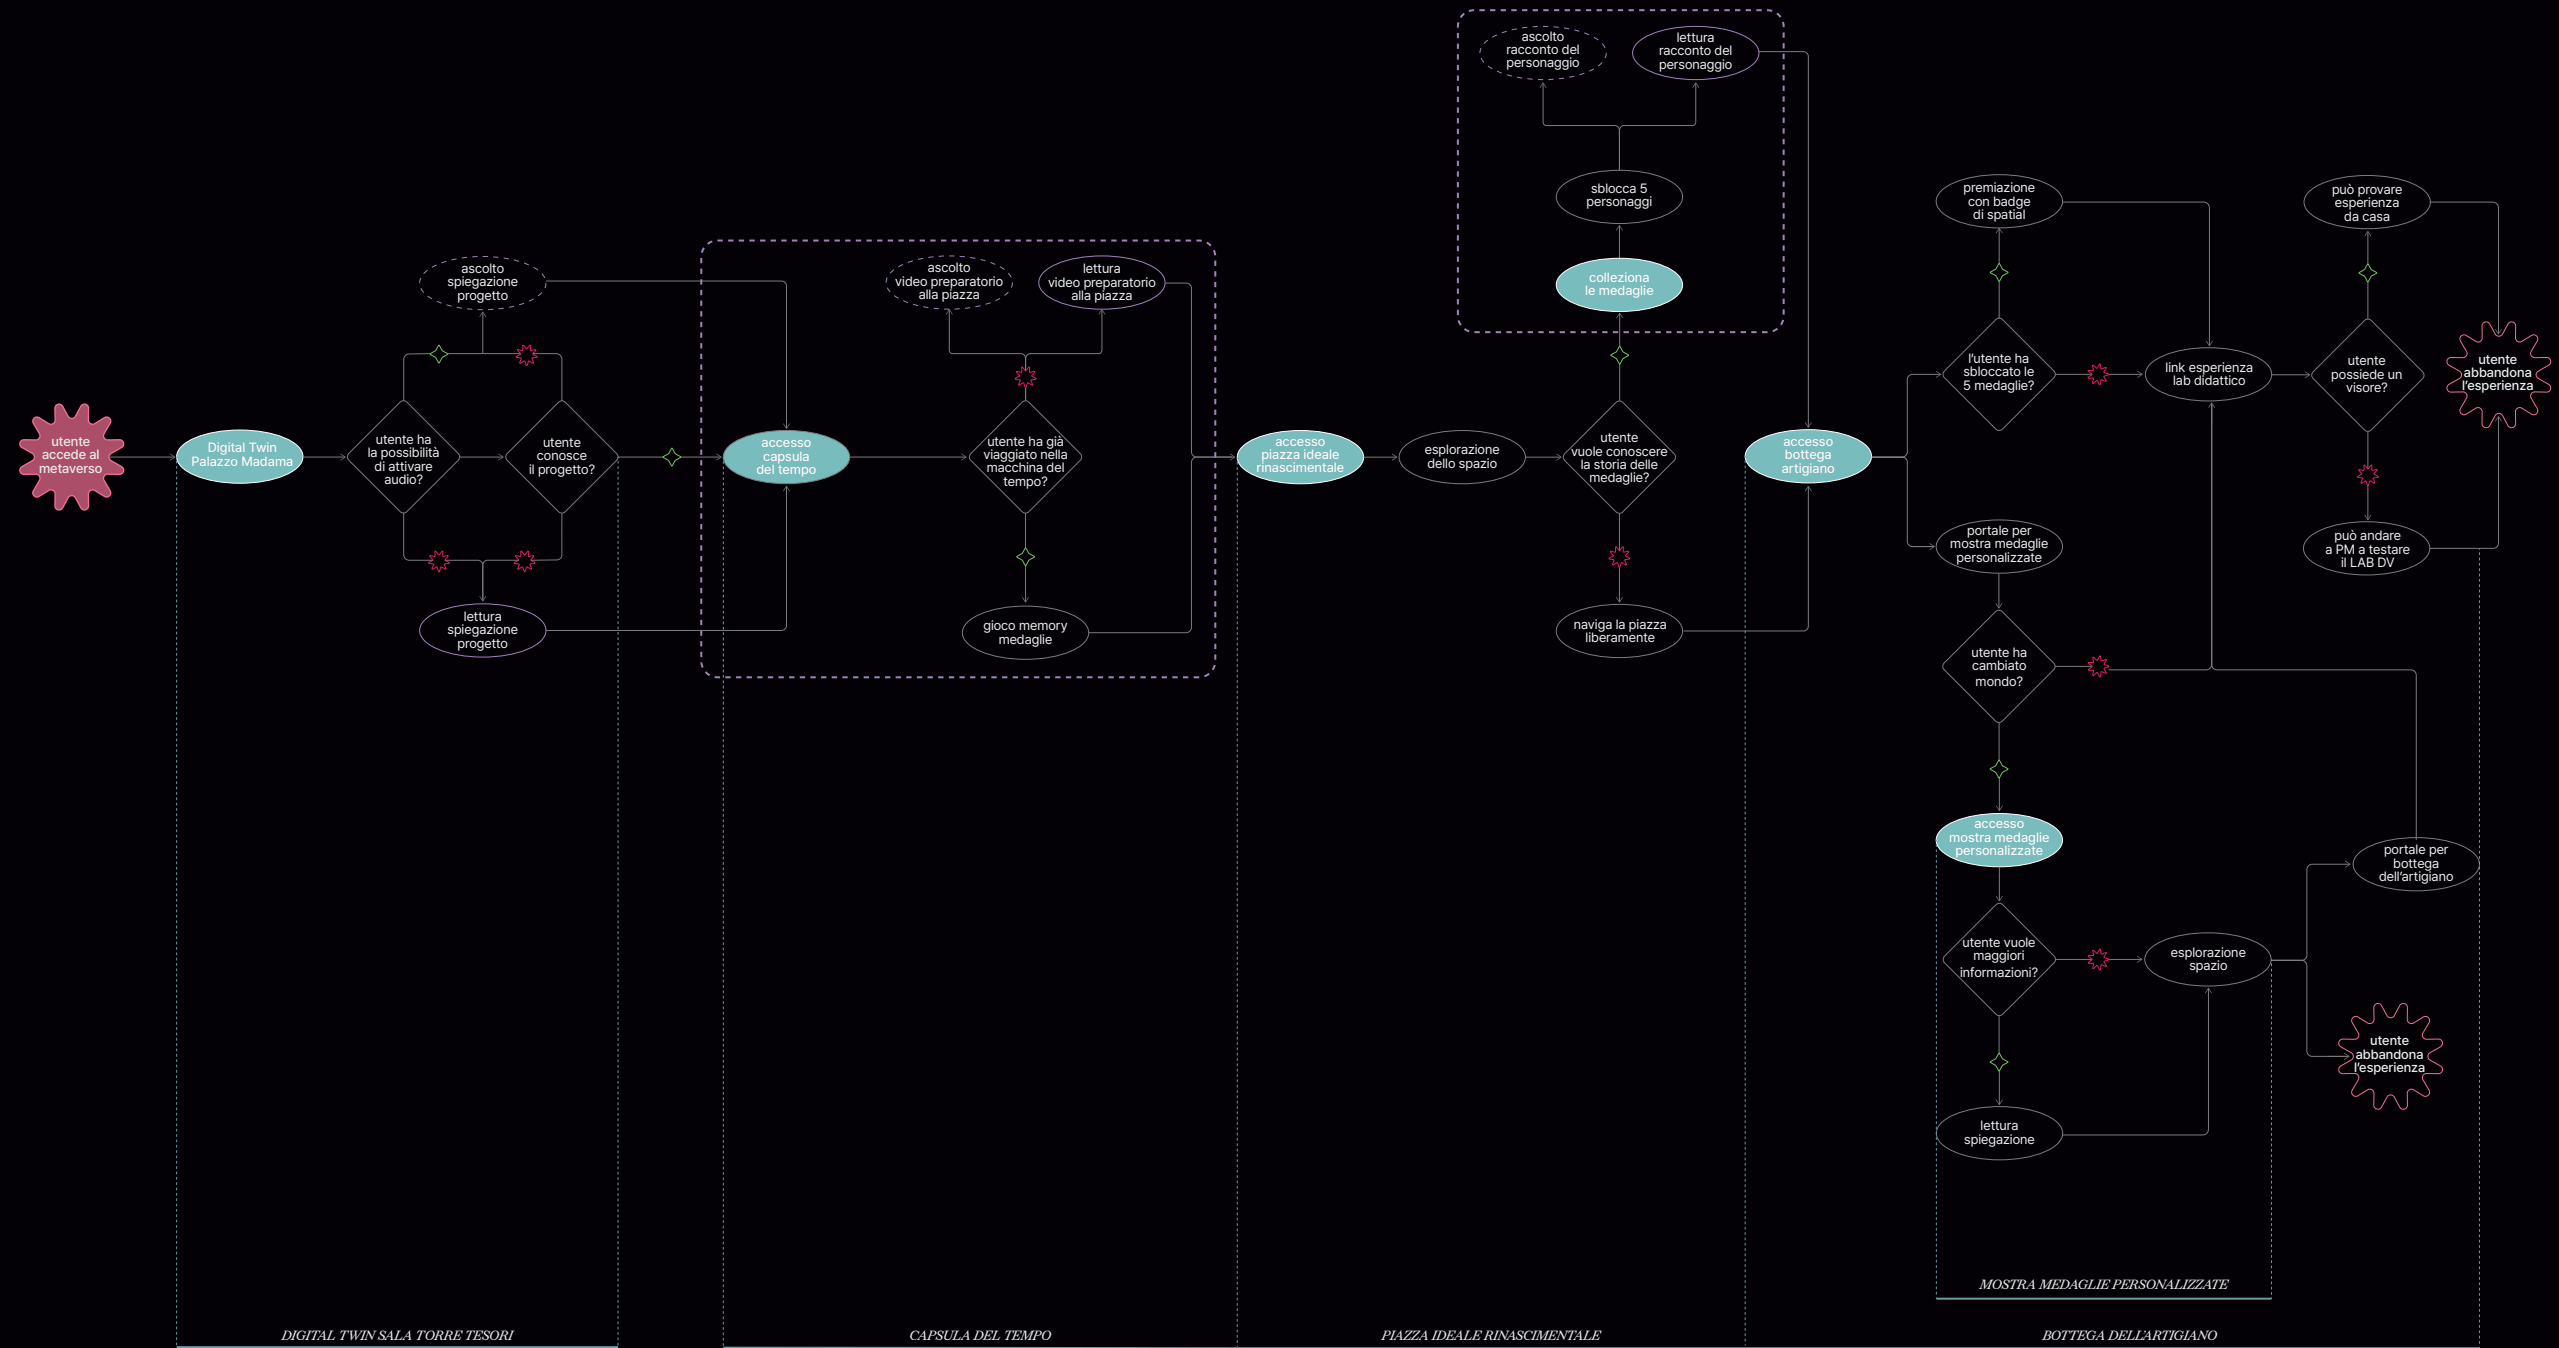 utente
accede al
metaverso
Digital Twin
Palazzo Madama
utente ha
la possibilità
di attivare
audio?
ascolto
spiegazione
progetto
utente
conosce
il progetto?
lettura
spiegazione
progetto
accesso
capsula
del tempo
ascolto
video preparatorio
alla piazza
lettura
video preparatorio
alla piazza
utente ha già
viaggiato nella
macchina del
tempo?
gioco memory
medaglie
accesso
piazza ideale
rinascimentale
esplorazione
dello spazio
ascolto
racconto del
personaggio
lettura
racconto del
personaggio
sblocca 5
personaggi
colleziona
le medaglie
utente
vuole conoscere
la storia delle
medaglie?
naviga la piazza
liberamente
accesso
bottega
artigiano
premiazione
con badge
di spatial
l'utente ha
sbloccato le
5 medaglie?
link esperienza
lab didattico
può provare
esperienza
da casa
utente
possiede un
visore?
utente
abbandona
l'esperienza
può andare
a PM a testare
il LAB DV
portale per
mostra medaglie
personalizzate
utente ha
cambiato
mondo?
accesso
mostra medaglie
personalizzate
utente vuole
maggiori
informazioni?
esplorazione
spazio
portale per
bottega
dell'artigiano
utente
abbandona
l'esperienza
lettura
spiegazione
MOSTRA MEDAGLIE PERSONALIZZATE
DIGITAL TWIN SALA TORRE TESORI
CAPSULA DEL TEMPO
PIAZZA IDEALE RINASCIMENTALE
BOTTEGA DELL'ARTIGIANO